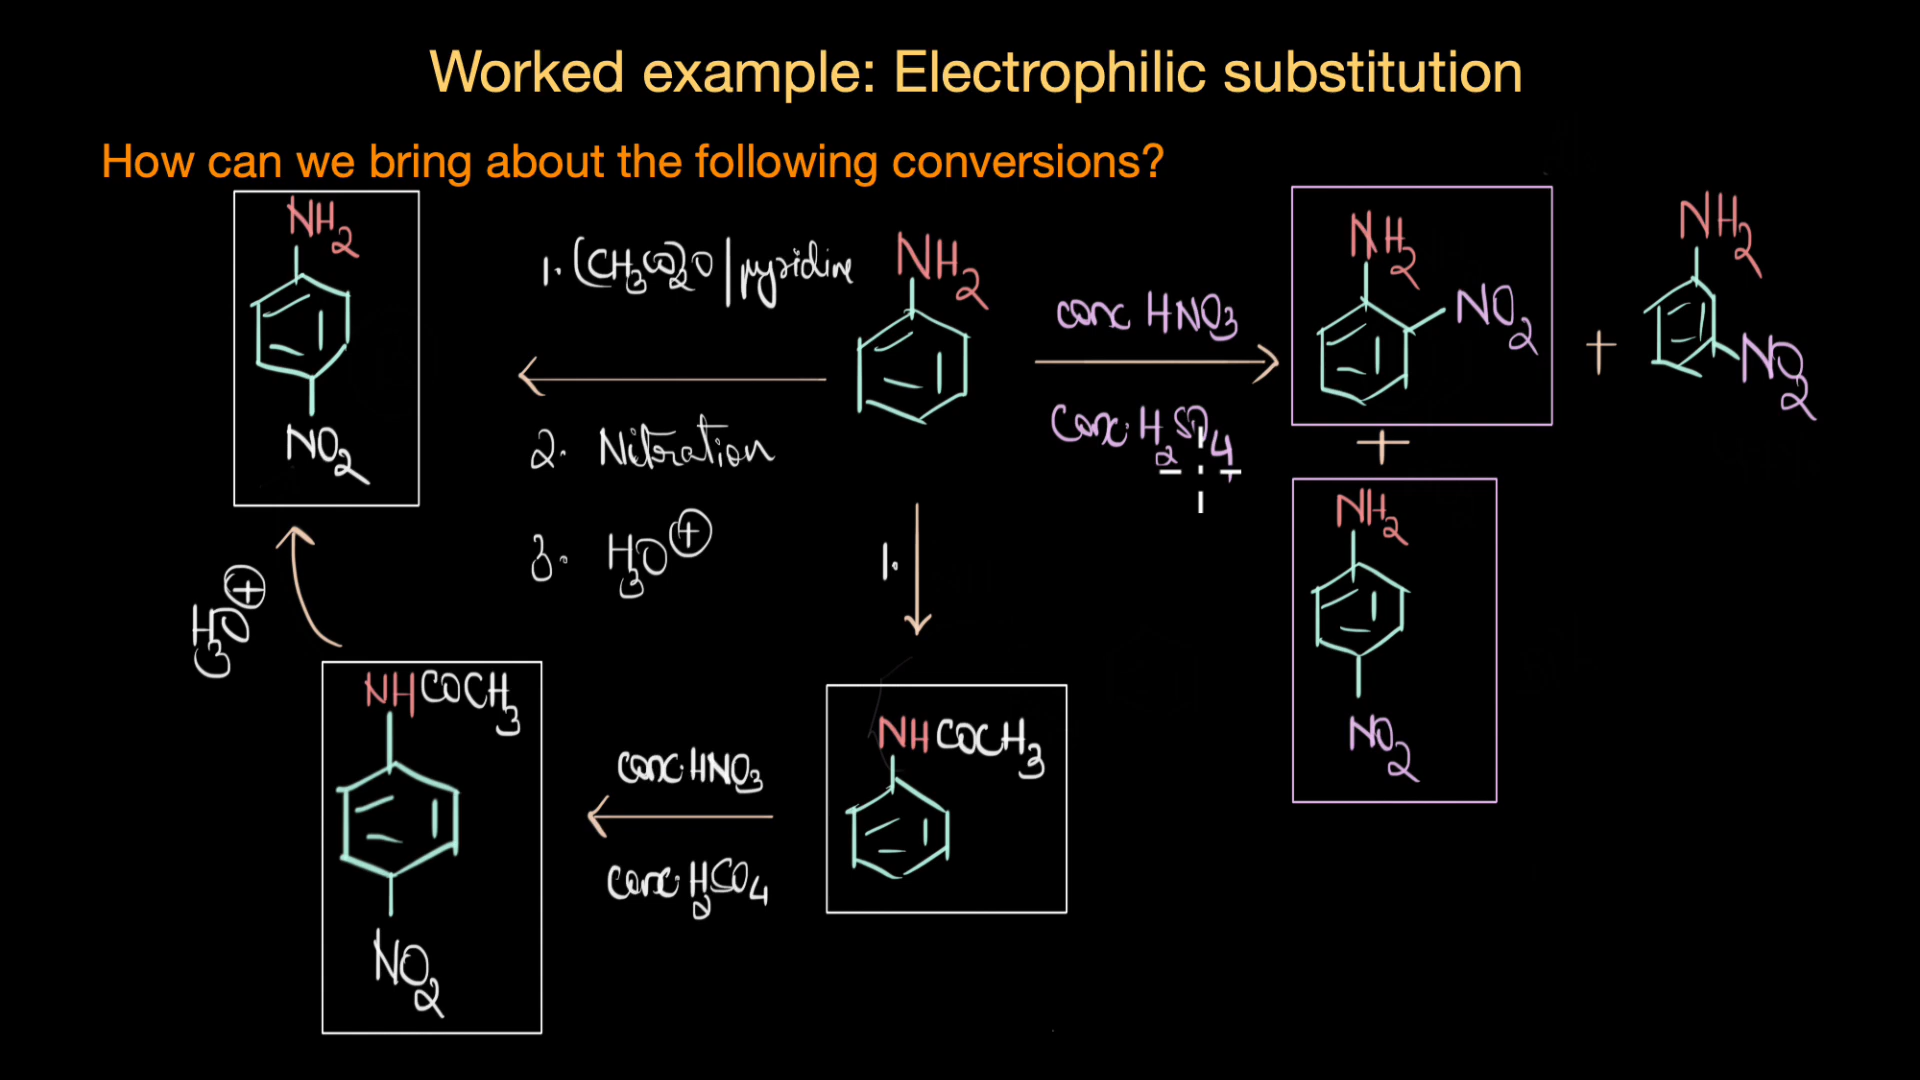 Worked example: Electrophilic substitution
How can we bring about the following conversions?
NH2
NO2
1. (CH3CO)2O | pyridine
2. Nitration
3. H3O+
NH2
conc HNO3
conc. H2SO4
NH2
NO2
+
NH2
NO2
+
NH2
NO2
1.
NHCOCH3
conc. HNO3
conc. H2SO4
NHCOCH3
NO2
H3O+